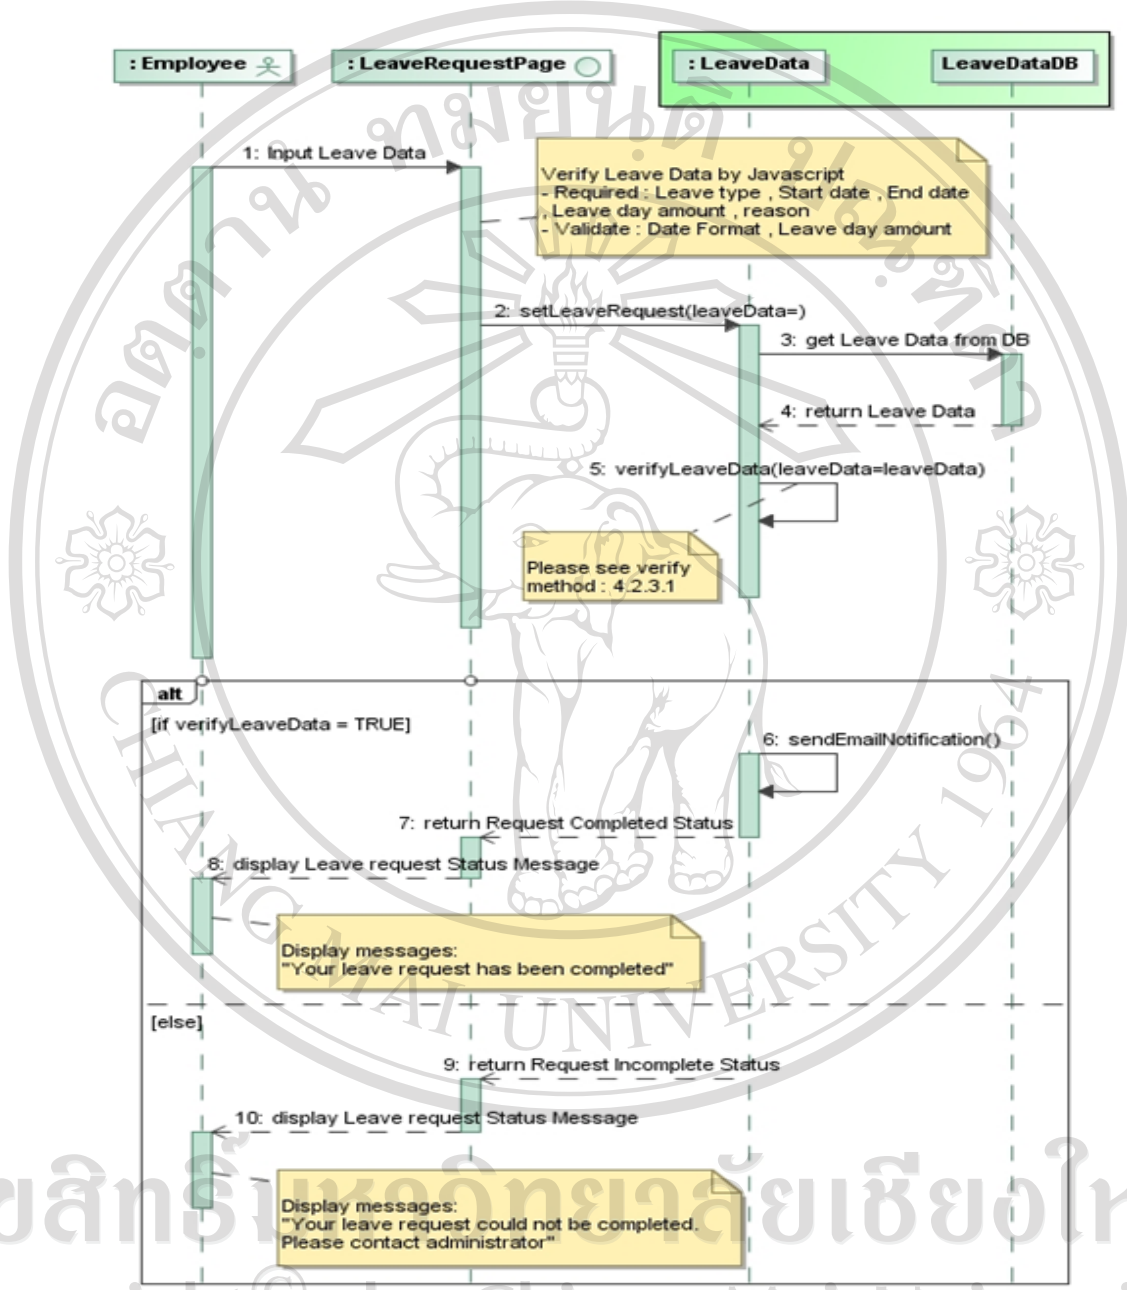 : Employee
: LeaveRequestPage
: LeaveData
LeaveDataDB
1: Input Leave Data
Verify Leave Data by Javascript
- Required : Leave type , Start date , End date
, Leave day amount , reason
- Validate : Date Format , Leave day amount
2: setLeaveRequest(leaveData=)
3: get Leave Data from DB
4: return Leave Data
5: verifyLeaveData(leaveData=leaveData)
Please see verify
method : 4.2.3.1
alt
[if verifyLeaveData = TRUE]
6: sendEmailNotification()
7: return Request Completed Status
8: display Leave request Status Message
Display messages:
"Your leave request has been completed"
[else]
9: return Request Incomplete Status
10: display Leave request Status Message
Display messages:
"Your leave request could not be completed.
Please contact administrator"
CHIANG MAI UNIVERSITY 1964